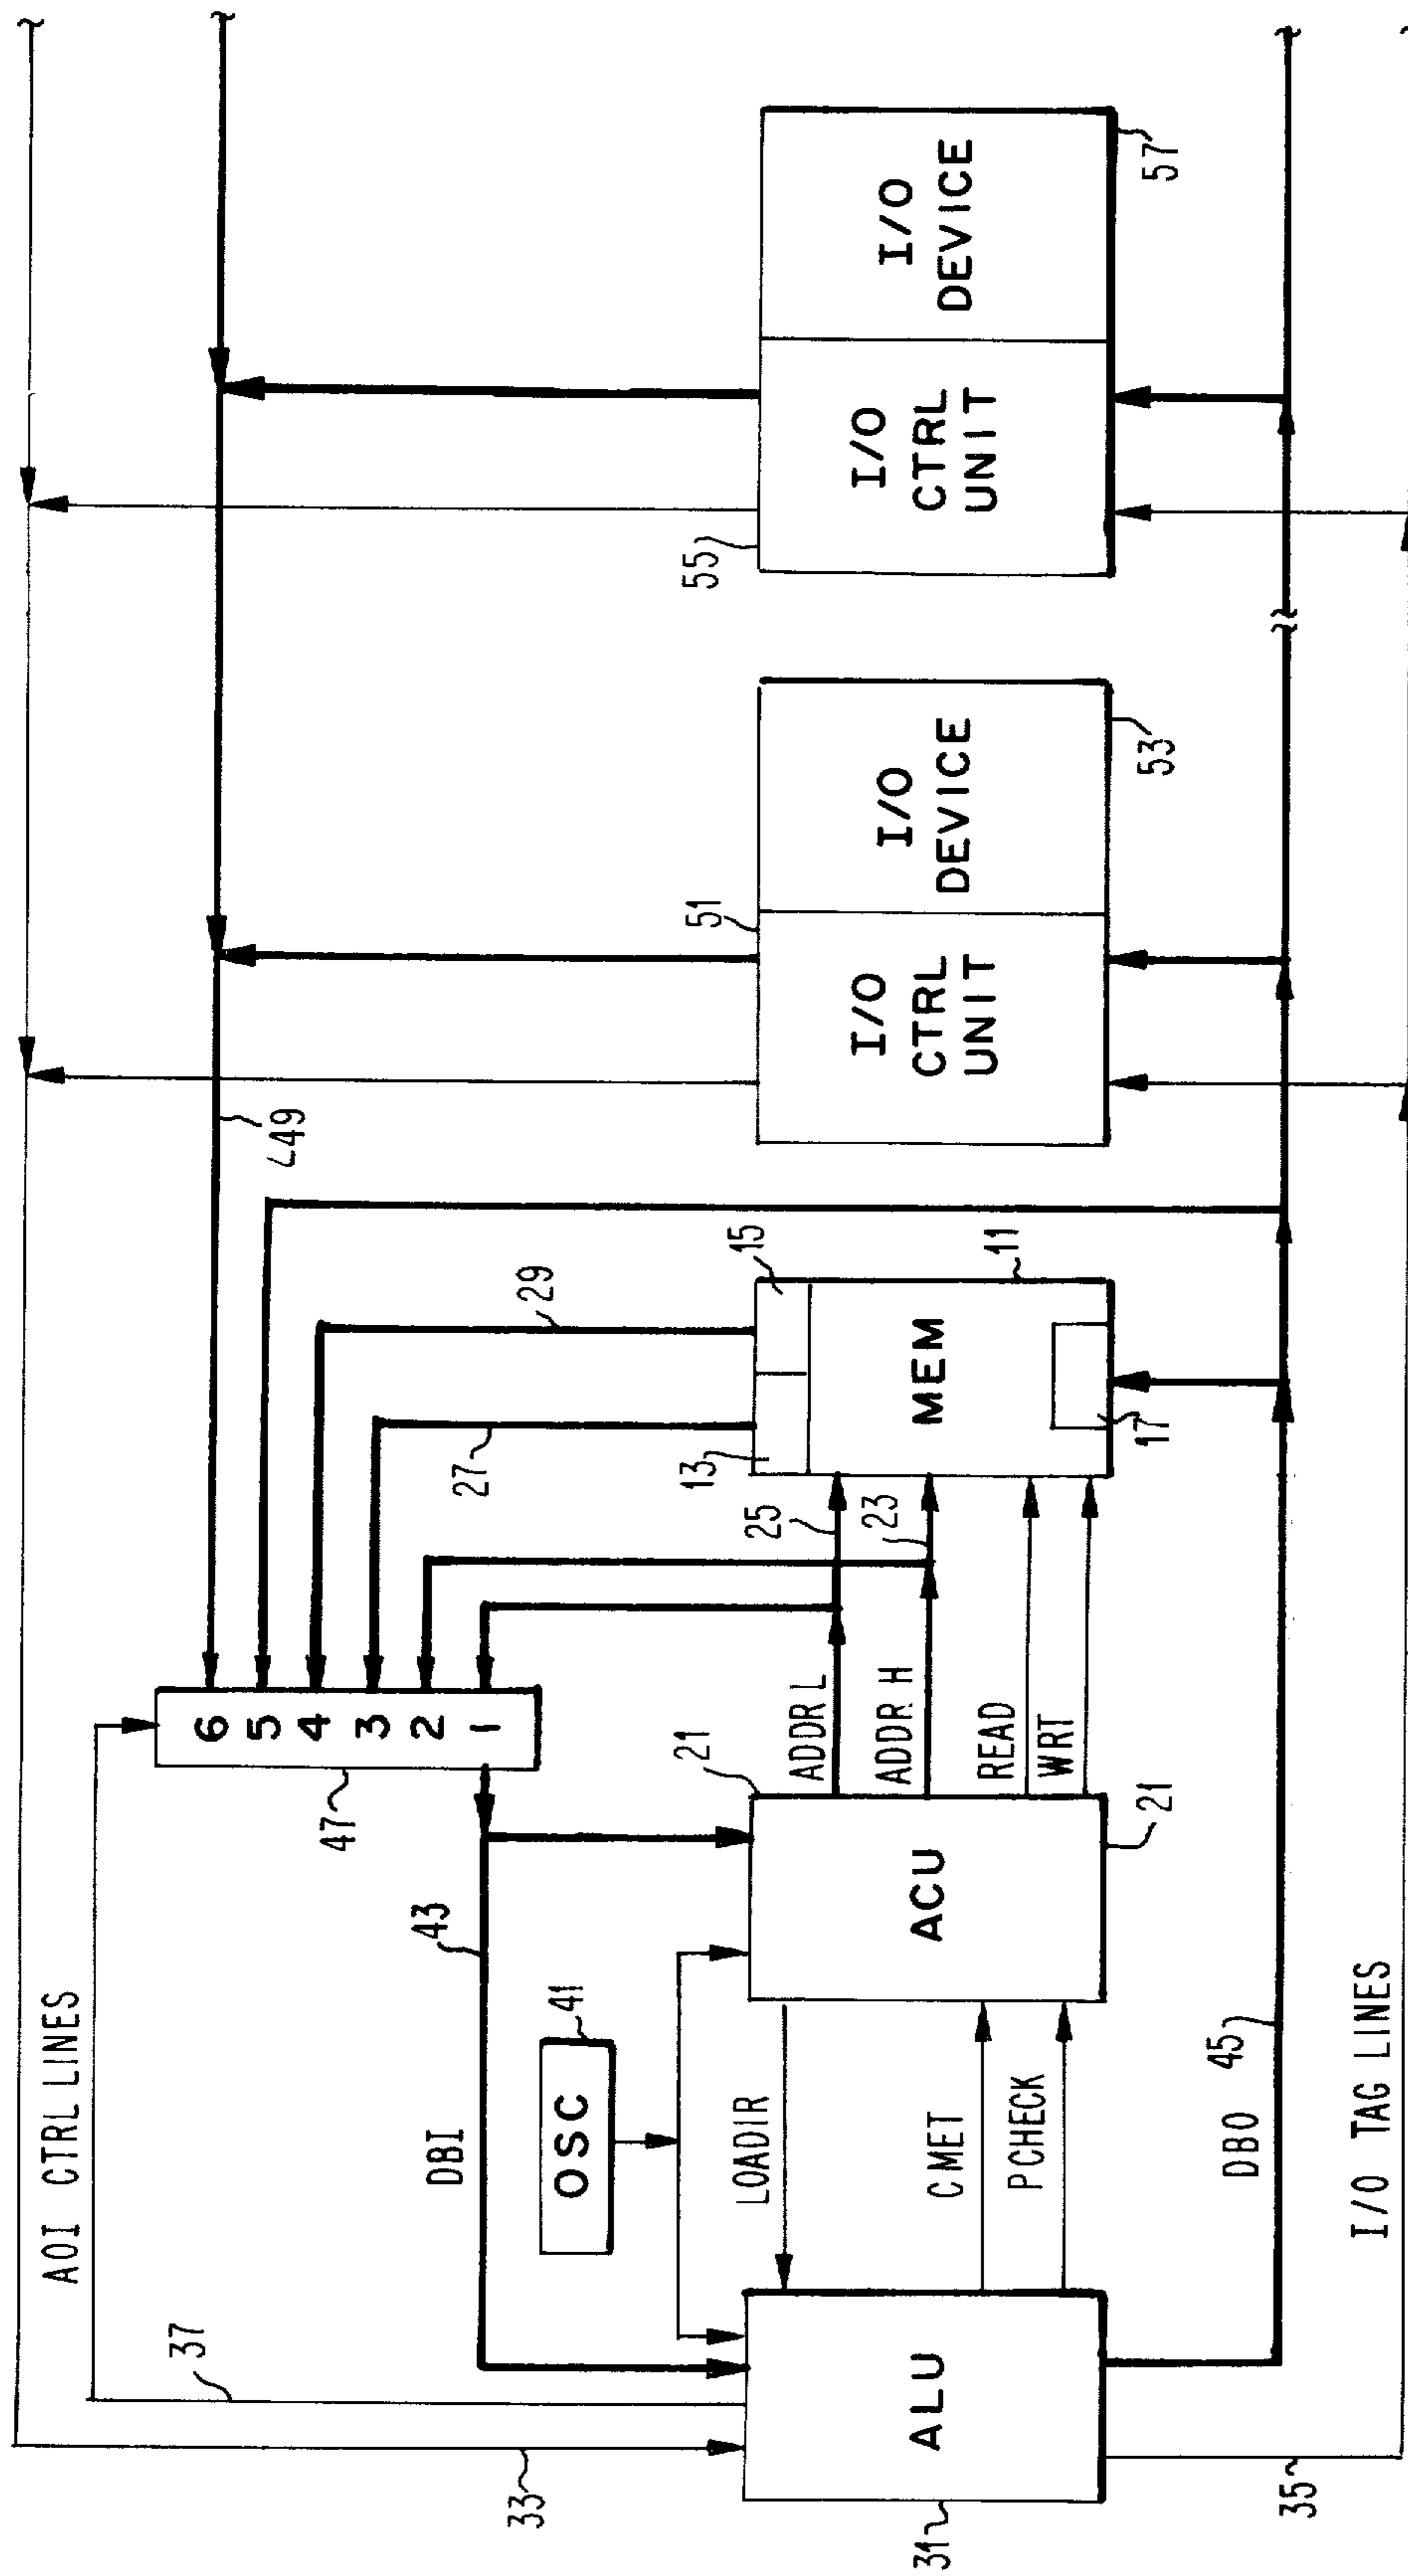 AOI CTRL LINES
37
33
DBI
43
47
6
5
4
3
2
1
49
OSC
41
LOADIR
CMET
PCHECK
ALU
31
ACU
21
21
ADDR L
ADDR H
READ
WRT
25
23
27
29
13
15
MEM
11
17
51
I/O
CTRL
UNIT
I/O
DEVICE
53
55
I/O
CTRL
UNIT
I/O
DEVICE
57
DBO 45
I/O TAG LINES
35